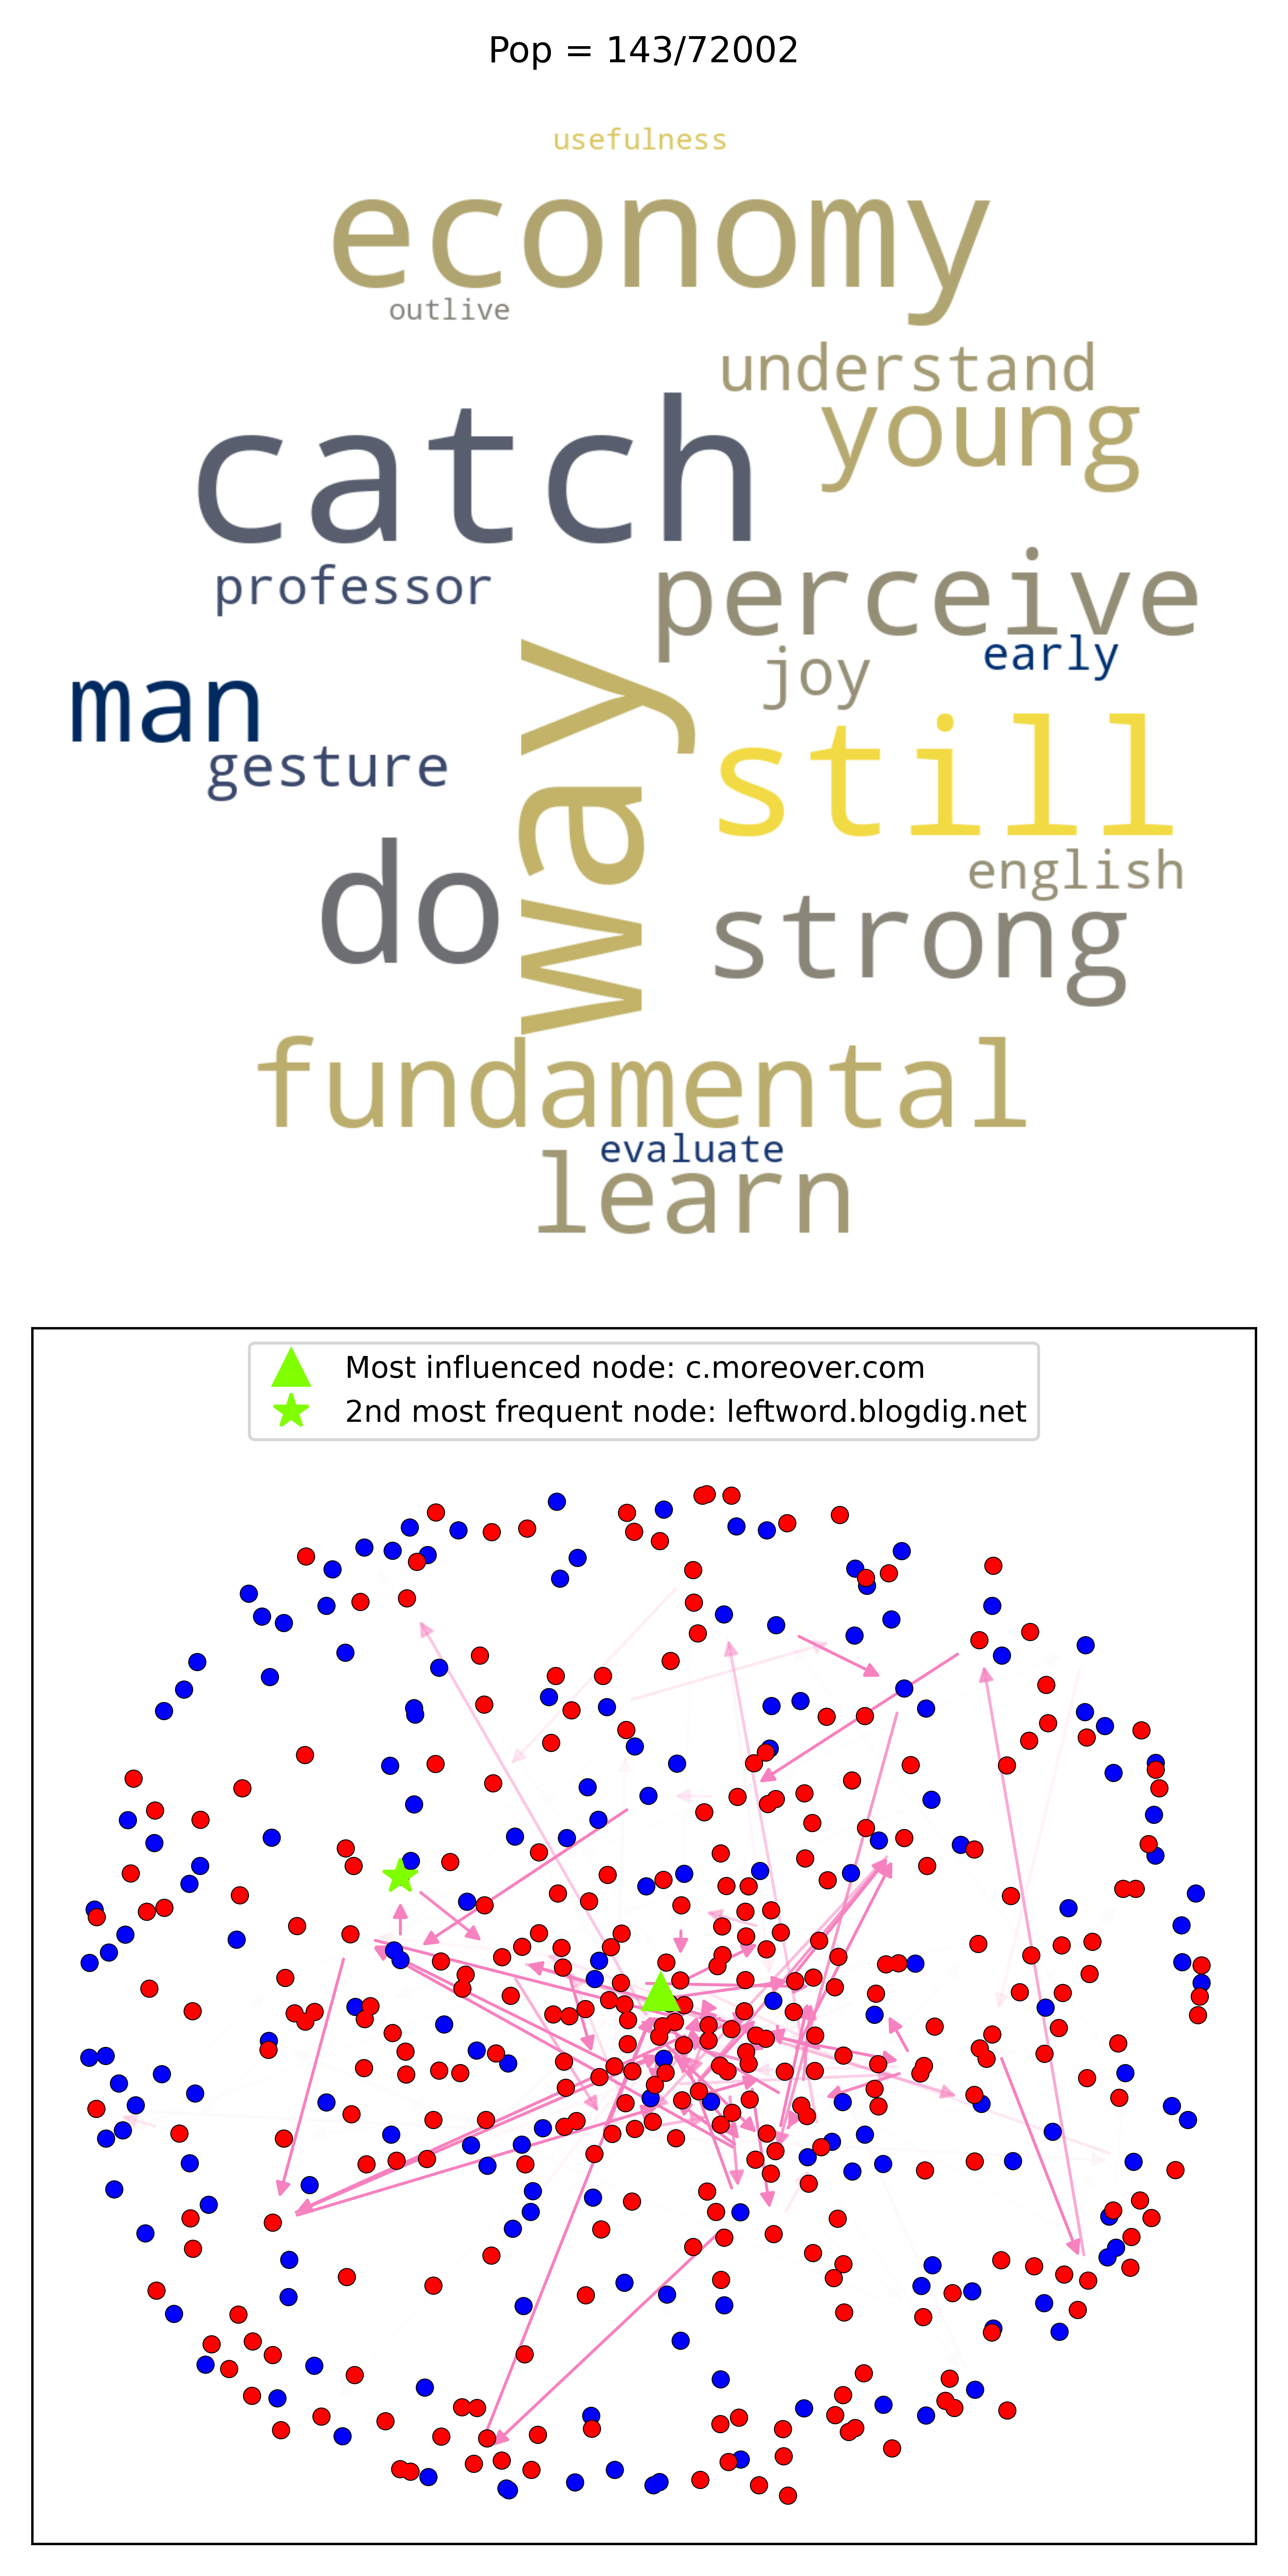 Pop = 143/72002
usefulness
economy
outlive
understand
young
catch
professor
perceive
early
joy
man
way
still
gesture
do
english
strong
fundamental
evaluate
learn
Most influenced node: c.moreover.com
2nd most frequent node: leftword.blogdig.net